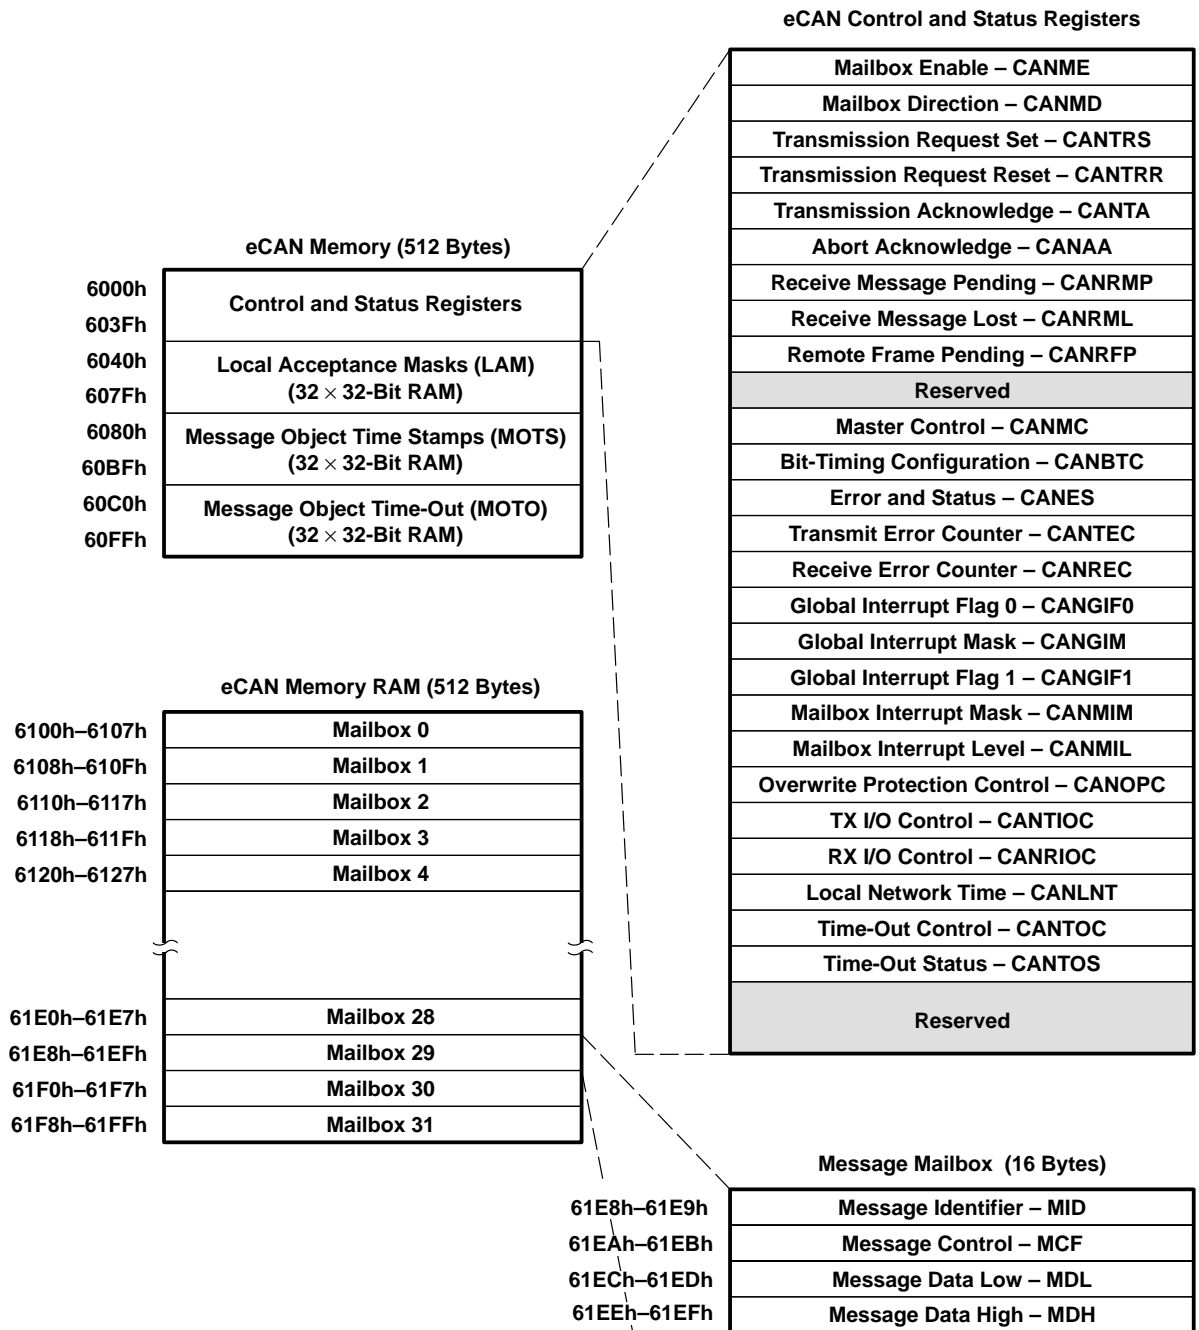 eCAN Control and Status Registers
Mailbox Enable – CANME
Mailbox Direction – CANMD
Transmission Request Set – CANTRS
Transmission Request Reset – CANTRR
Transmission Acknowledge – CANTA
Abort Acknowledge – CANAA
Receive Message Pending – CANRMP
Receive Message Lost – CANRML
Remote Frame Pending – CANRFP
Reserved
Master Control – CANMC
Bit-Timing Configuration – CANBTC
Error and Status – CANES
Transmit Error Counter – CANTEC
Receive Error Counter – CANREC
Global Interrupt Flag 0 – CANGIF0
Global Interrupt Mask – CANGIM
Global Interrupt Flag 1 – CANGIF1
Mailbox Interrupt Mask – CANMIM
Mailbox Interrupt Level – CANMIL
Overwrite Protection Control – CANOPC
TX I/O Control – CANTIOC
RX I/O Control – CANRIOC
Local Network Time – CANLNT
Time-Out Control – CANTOC
Time-Out Status – CANTOS
Reserved
eCAN Memory (512 Bytes)
6000h
Control and Status Registers
603Fh
6040h
Local Acceptance Masks (LAM)
(32 × 32-Bit RAM)
607Fh
6080h
Message Object Time Stamps (MOTS)
(32 × 32-Bit RAM)
60BFh
60C0h
Message Object Time-Out (MOTO)
(32 × 32-Bit RAM)
60FFh
eCAN Memory RAM (512 Bytes)
6100h–6107h Mailbox 0
6108h–610Fh Mailbox 1
6110h–6117h Mailbox 2
6118h–611Fh Mailbox 3
6120h–6127h Mailbox 4
61E0h–61E7h Mailbox 28
61E8h–61EFh Mailbox 29
61F0h–61F7h Mailbox 30
61F8h–61FFh Mailbox 31
Message Mailbox (16 Bytes)
61E8h–61E9h Message Identifier – MID
61EAh–61EBh Message Control – MCF
61ECh–61EDh Message Data Low – MDL
61EEh–61EFh Message Data High – MDH